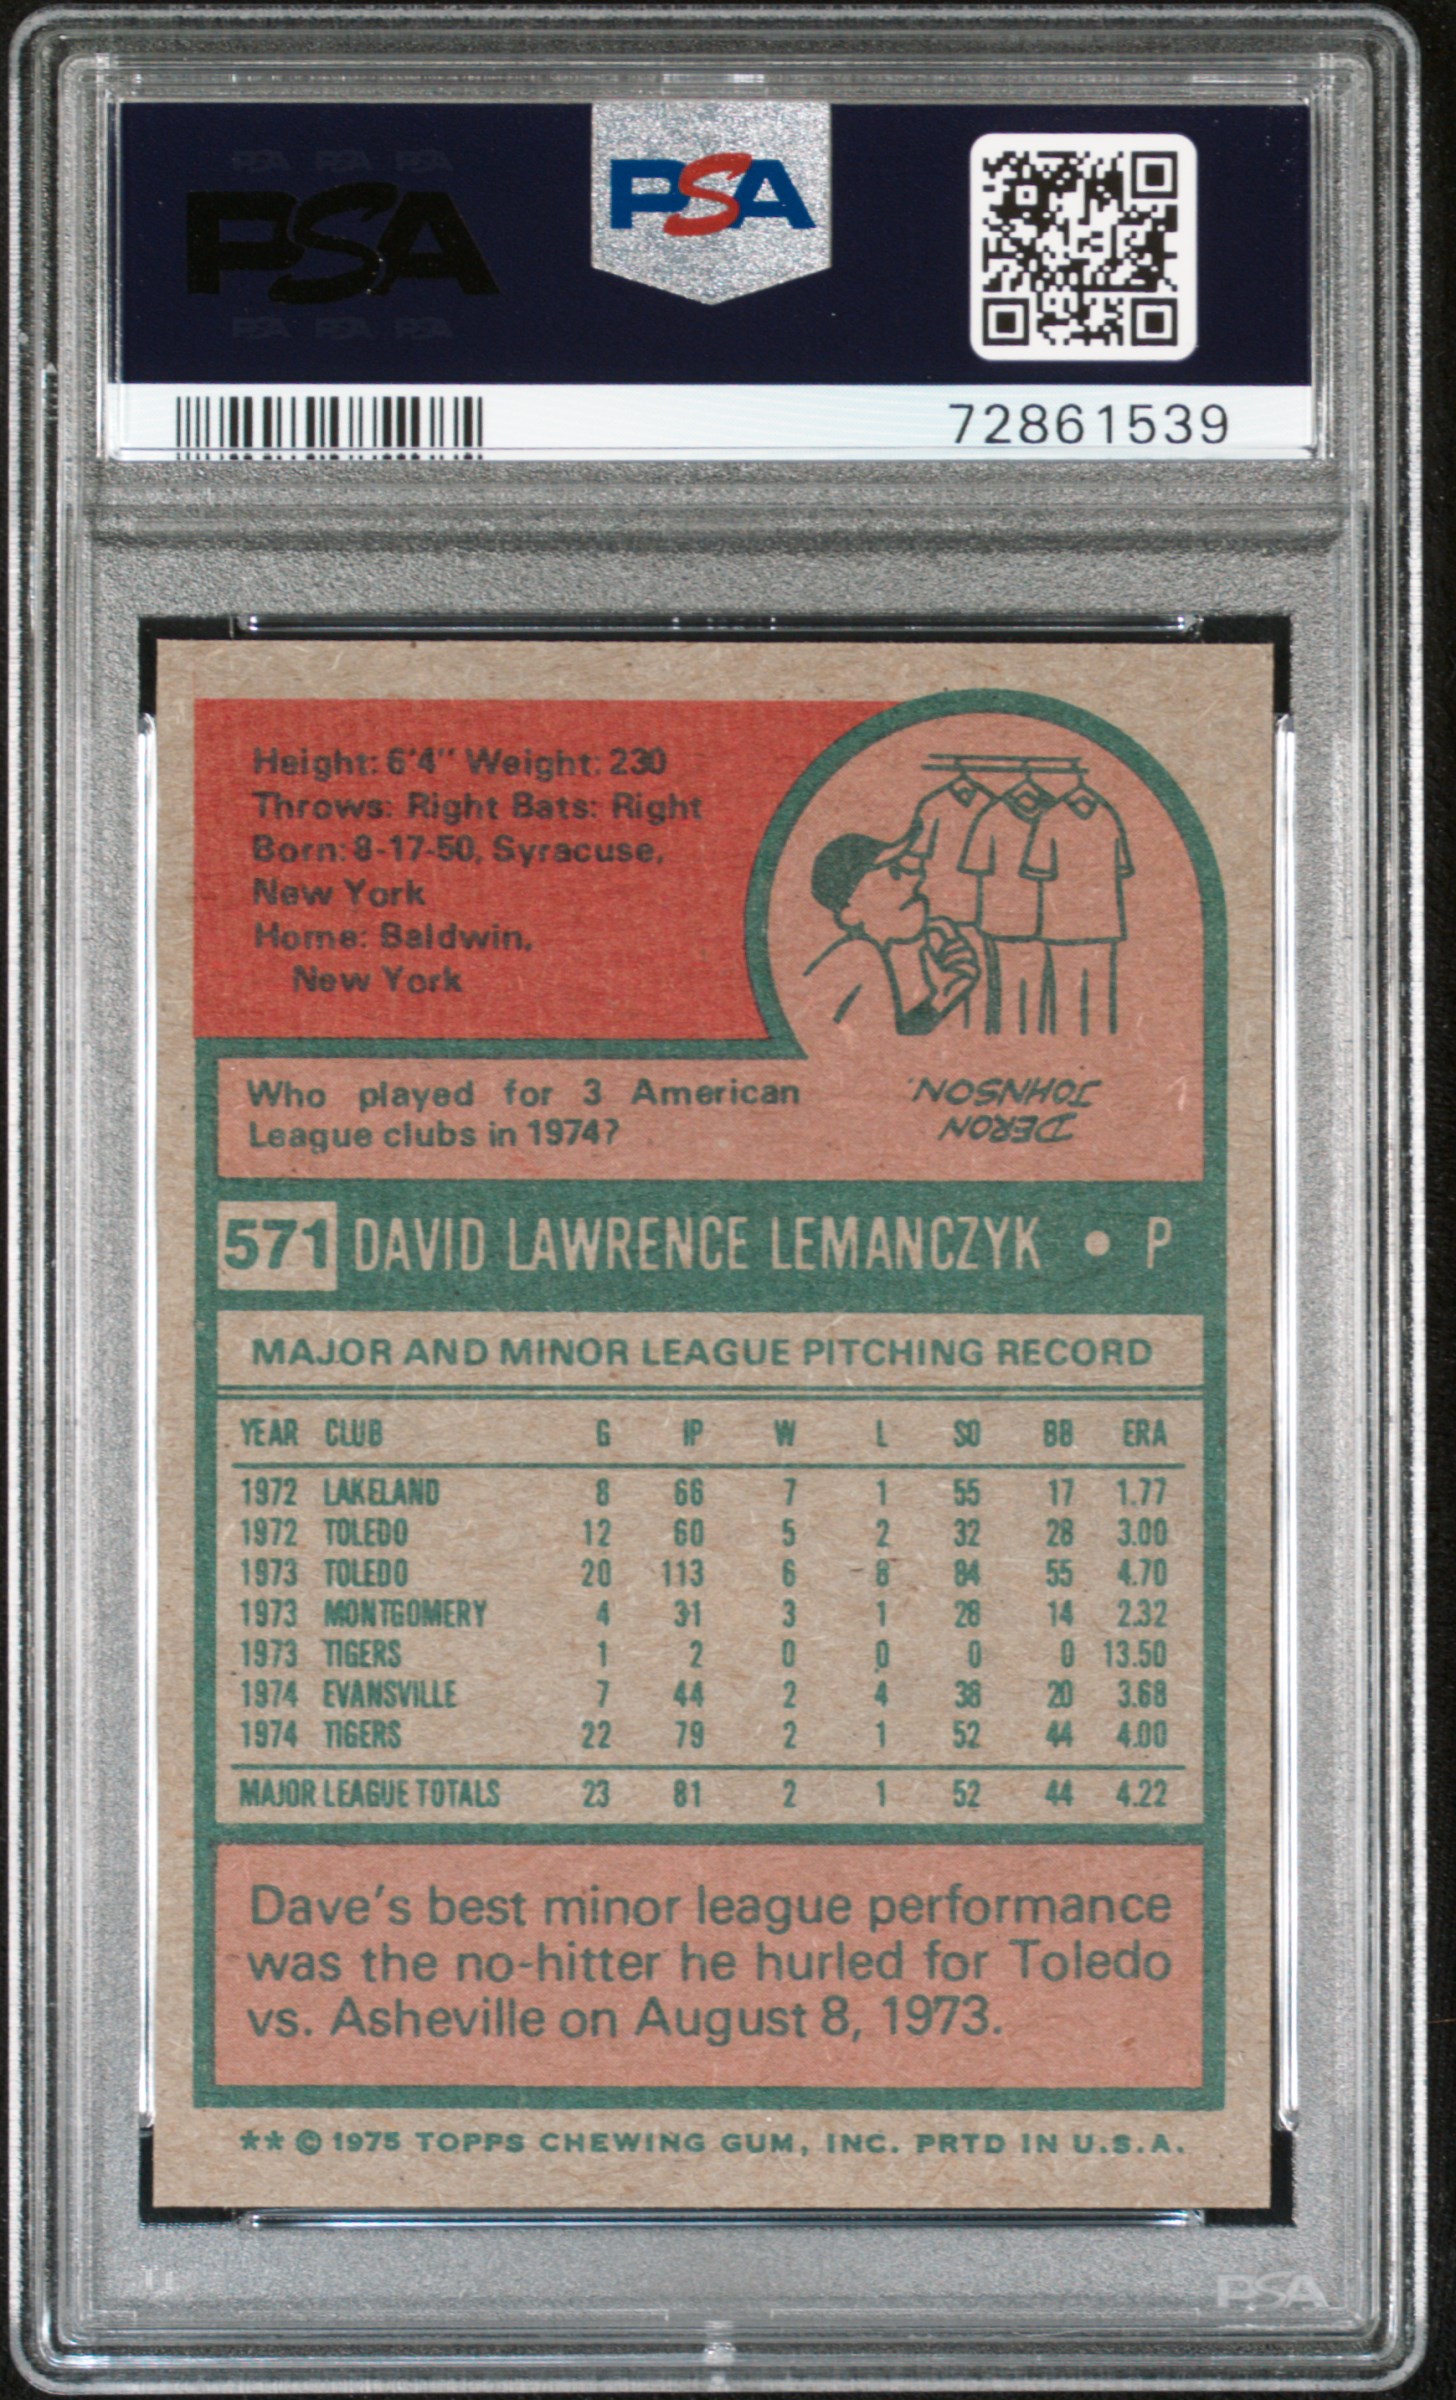 PSA PSA PSA
PSA
PSA PSA PSA
PSA
72861539
Height: 6'4" Weight: 230
Throws: Right Bats: Right
Born: 8-17-50, Syracuse,
New York
Home: Baldwin,
New York
Who played for 3 American
League clubs in 1974?
DERON
JOHNSON.
571 DAVID LAWRENCE LEMANCZYK • P
MAJOR AND MINOR LEAGUE PITCHING RECORD
YEAR CLUB G IP W L SO BB ERA
1972 LAKELAND 8 66 7 1 55 17 1.77
1972 TOLEDO 12 60 5 2 32 28 3.00
1973 TOLEDO 20 113 6 8 84 55 4.70
1973 MONTGOMERY 4 31 3 1 28 14 2.32
1973 TIGERS 1 2 0 0 0 0 13.50
1974 EVANSVILLE 7 44 2 4 38 20 3.68
1974 TIGERS 22 79 2 1 52 44 4.00
MAJOR LEAGUE TOTALS 23 81 2 1 52 44 4.22
Dave's best minor league performance
was the no-hitter he hurled for Toledo
vs. Asheville on August 8, 1973.
** © 1975 TOPPS CHEWING GUM, INC. PRTD IN U.S.A.
PSA